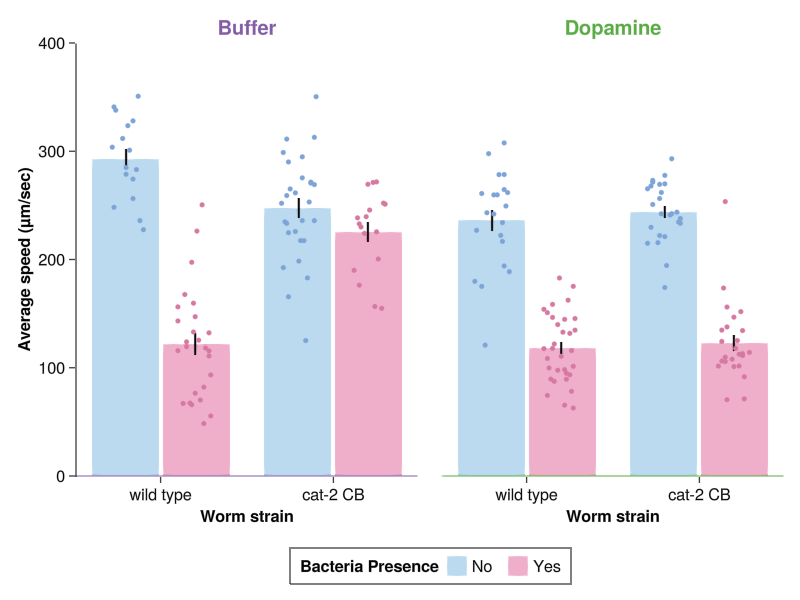 Buffer
Dopamine
400
300
200
100
0
Average speed (µm/sec)
wild type
cat-2 CB
wild type
cat-2 CB
Worm strain
Worm strain
Bacteria Presence No Yes